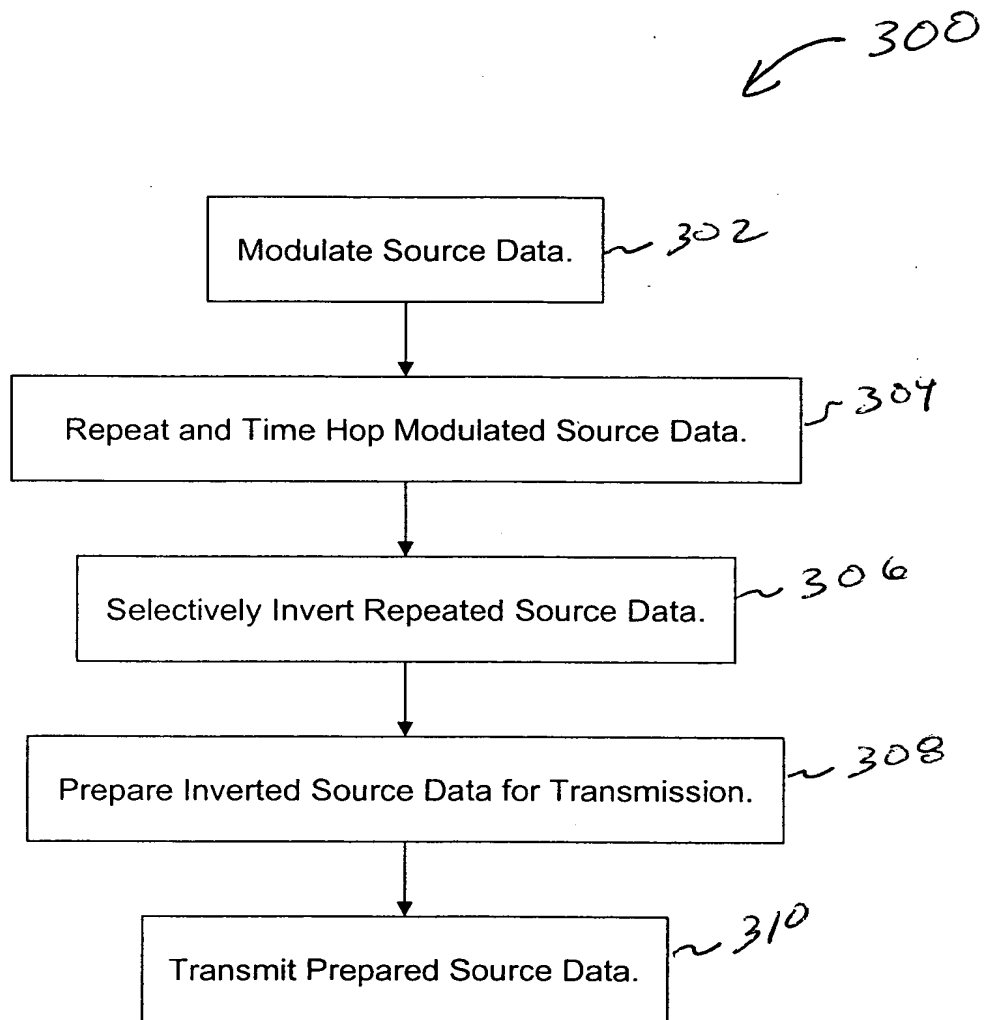 300
Modulate Source Data.
302
Repeat and Time Hop Modulated Source Data.
304
Selectively Invert Repeated Source Data.
306
Prepare Inverted Source Data for Transmission.
308
Transmit Prepared Source Data.
310